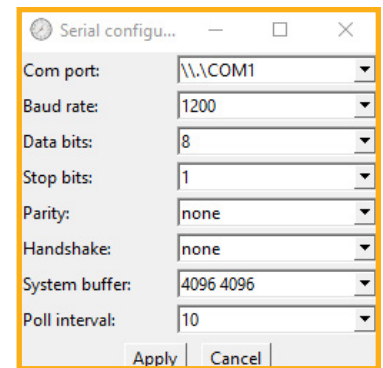 Serial configu...
Com port: \\.\COM1
Baud rate: 1200
Data bits: 8
Stop bits: 1
Parity: none
Handshake: none
System buffer: 4096 4096
Poll interval: 10
Apply Cancel